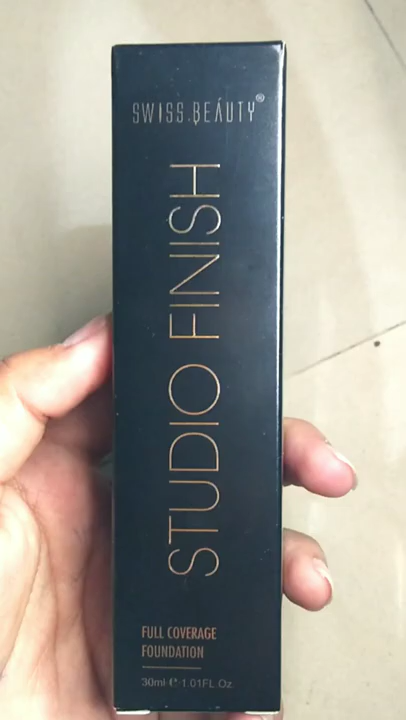 SWISS BEAUTY®
STUDIO FINISH
FULL COVERAGE
FOUNDATION
30ml ℮ 1.01FL Oz.